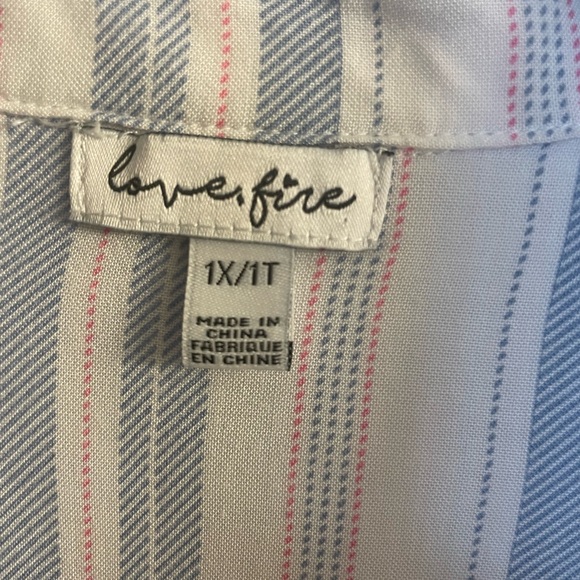 love, fire
1X/1T
MADE IN
CHINA
FABRIQUE
EN CHINE